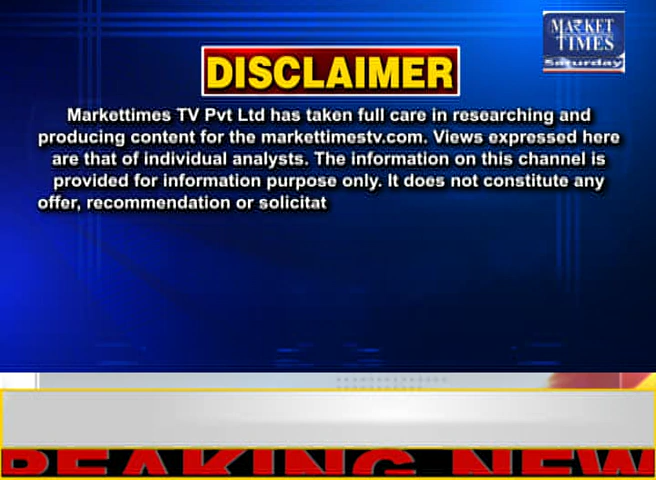 MARKET
TIMES
Saturday
DISCLAIMER
Markettimes TV Pvt Ltd has taken full care in researching and
producing content for the markettimestv.com. Views expressed here
are that of individual analysts. The information on this channel is
provided for information purpose only. It does not constitute any
offer, recommendation or solicitat
BREAKING NEW